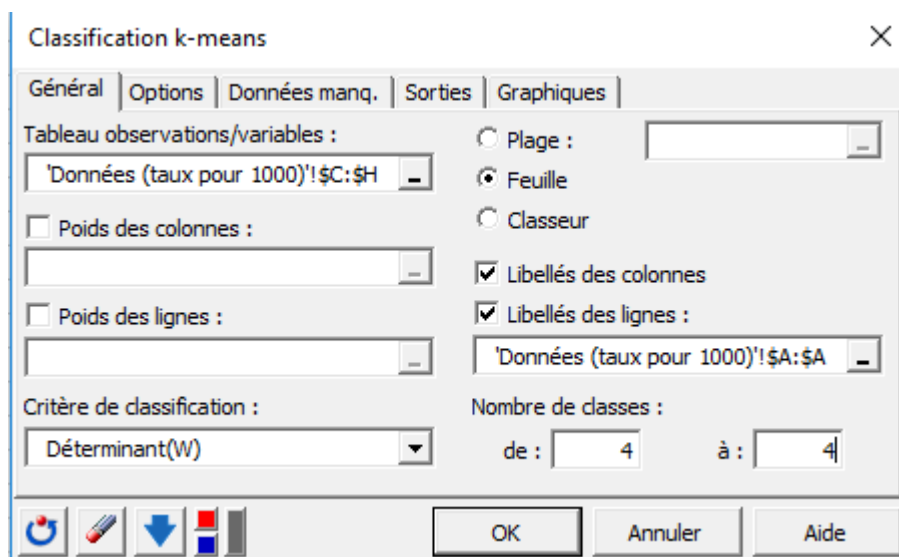 Classification k-means
Général Options Données manq. Sorties Graphiques
Tableau observations/variables :
'Données (taux pour 1000)'!$C:$H
Poids des colonnes :
Poids des lignes :
Critère de classification :
Déterminant(W)
Plage :
Feuille
Classeur
Libellés des colonnes
Libellés des lignes :
'Données (taux pour 1000)'!$A:$A
Nombre de classes :
de : 4 à : 4
OK Annuler Aide